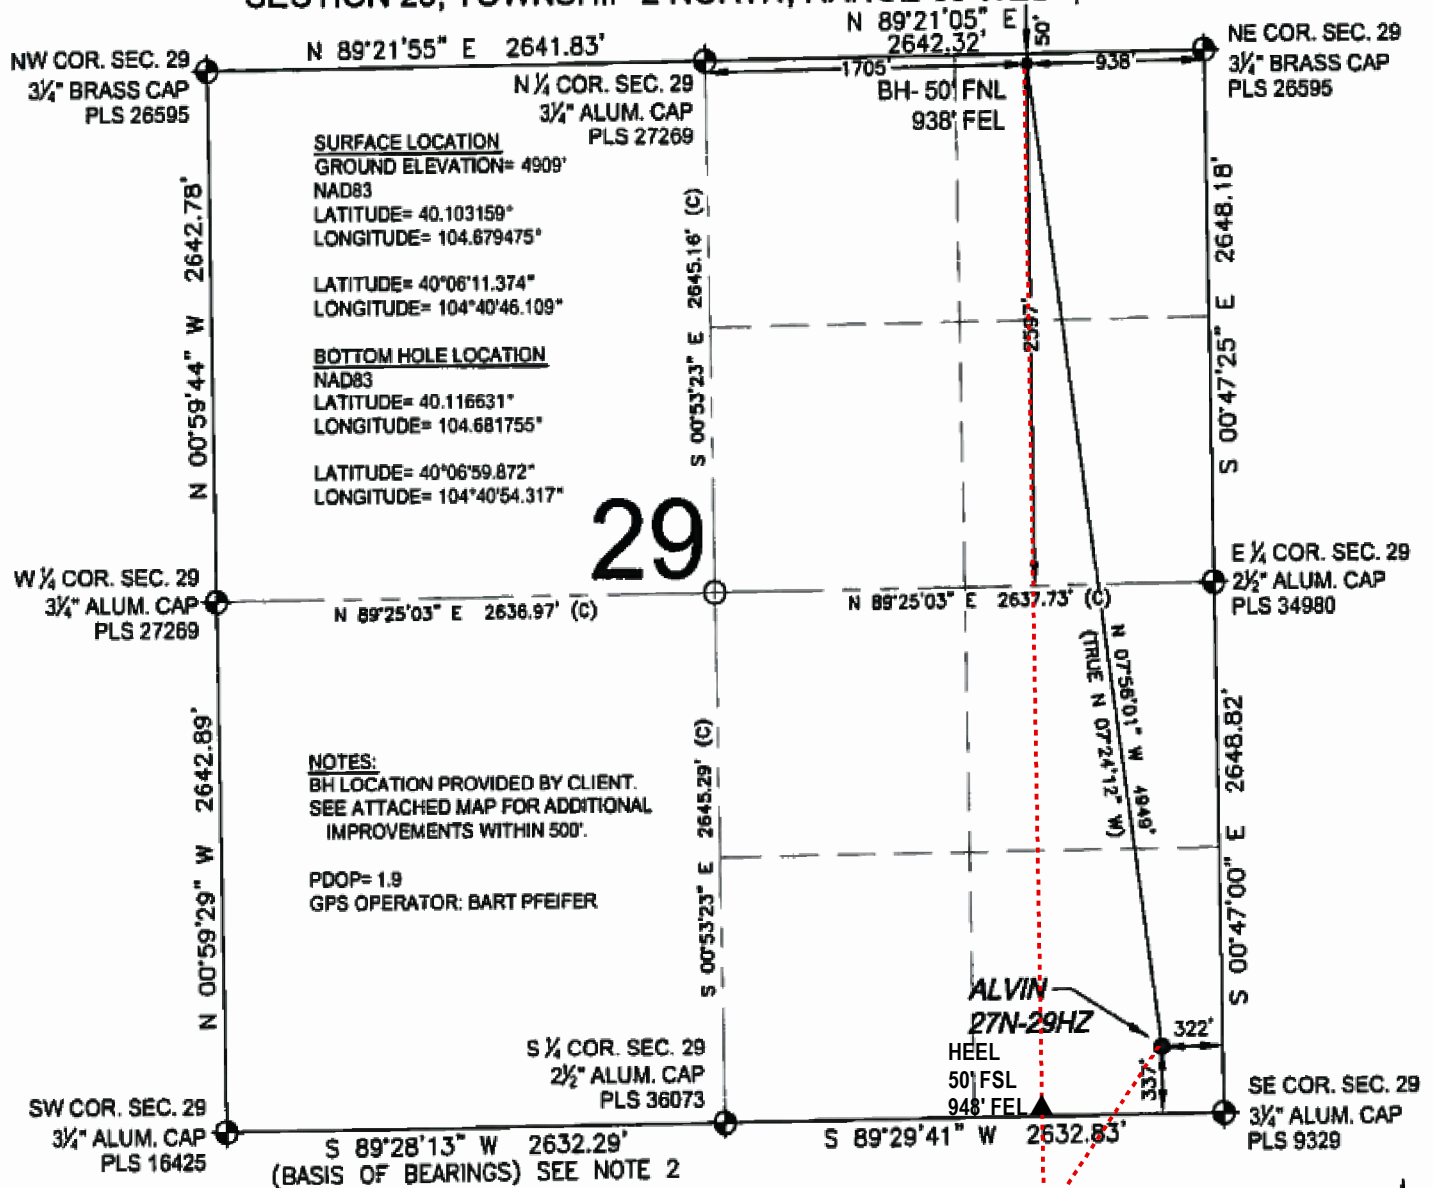 N 89°21'05" E
50'
N 89°21'55" E 2641.83'
2642.32'
1705'
938'
NW COR. SEC. 29
3¼" BRASS CAP
PLS 26595
N ¼ COR. SEC. 29
3¼" ALUM. CAP
PLS 27269
BH- 50' FNL
938' FEL
NE COR. SEC. 29
3¼" BRASS CAP
PLS 26595
SURFACE LOCATION
GROUND ELEVATION= 4909'
NAD83
LATITUDE= 40.103159°
LONGITUDE= 104.679475°
LATITUDE= 40°06'11.374"
LONGITUDE= 104°40'46.109"
BOTTOM HOLE LOCATION
NAD83
LATITUDE= 40.116631°
LONGITUDE= 104.681755°
LATITUDE= 40°06'59.872"
LONGITUDE= 104°40'54.317"
N 00°59'44" W 2642.78'
S 00°53'23" E 2645.16' (C)
2597'
S 00°47'25" E 2648.18'
29
W ¼ COR. SEC. 29
3¼" ALUM. CAP
PLS 27269
N 89°25'03" E 2636.97' (C)
N 89°25'03" E 2637.73' (C)
E ¼ COR. SEC. 29
2½" ALUM. CAP
PLS 34980
N 07°56'01" W 4949'
(TRUE N 07°24'12" W)
N 00°59'29" W 2642.89'
S 00°53'23" E 2645.29' (C)
S 00°47'00" E 2648.82'
NOTES:
BH LOCATION PROVIDED BY CLIENT.
SEE ATTACHED MAP FOR ADDITIONAL
IMPROVEMENTS WITHIN 500'.
PDOP= 1.9
GPS OPERATOR: BART PFEIFER
ALVIN
27N-29HZ
322'
337'
HEEL
50' FSL
948' FEL
S ¼ COR. SEC. 29
2½" ALUM. CAP
PLS 36073
SW COR. SEC. 29
3¼" ALUM. CAP
PLS 16425
SE COR. SEC. 29
3¼" ALUM. CAP
PLS 9329
S 89°28'13" W 2632.29'
(BASIS OF BEARINGS) SEE NOTE 2
S 89°29'41" W 2632.83'